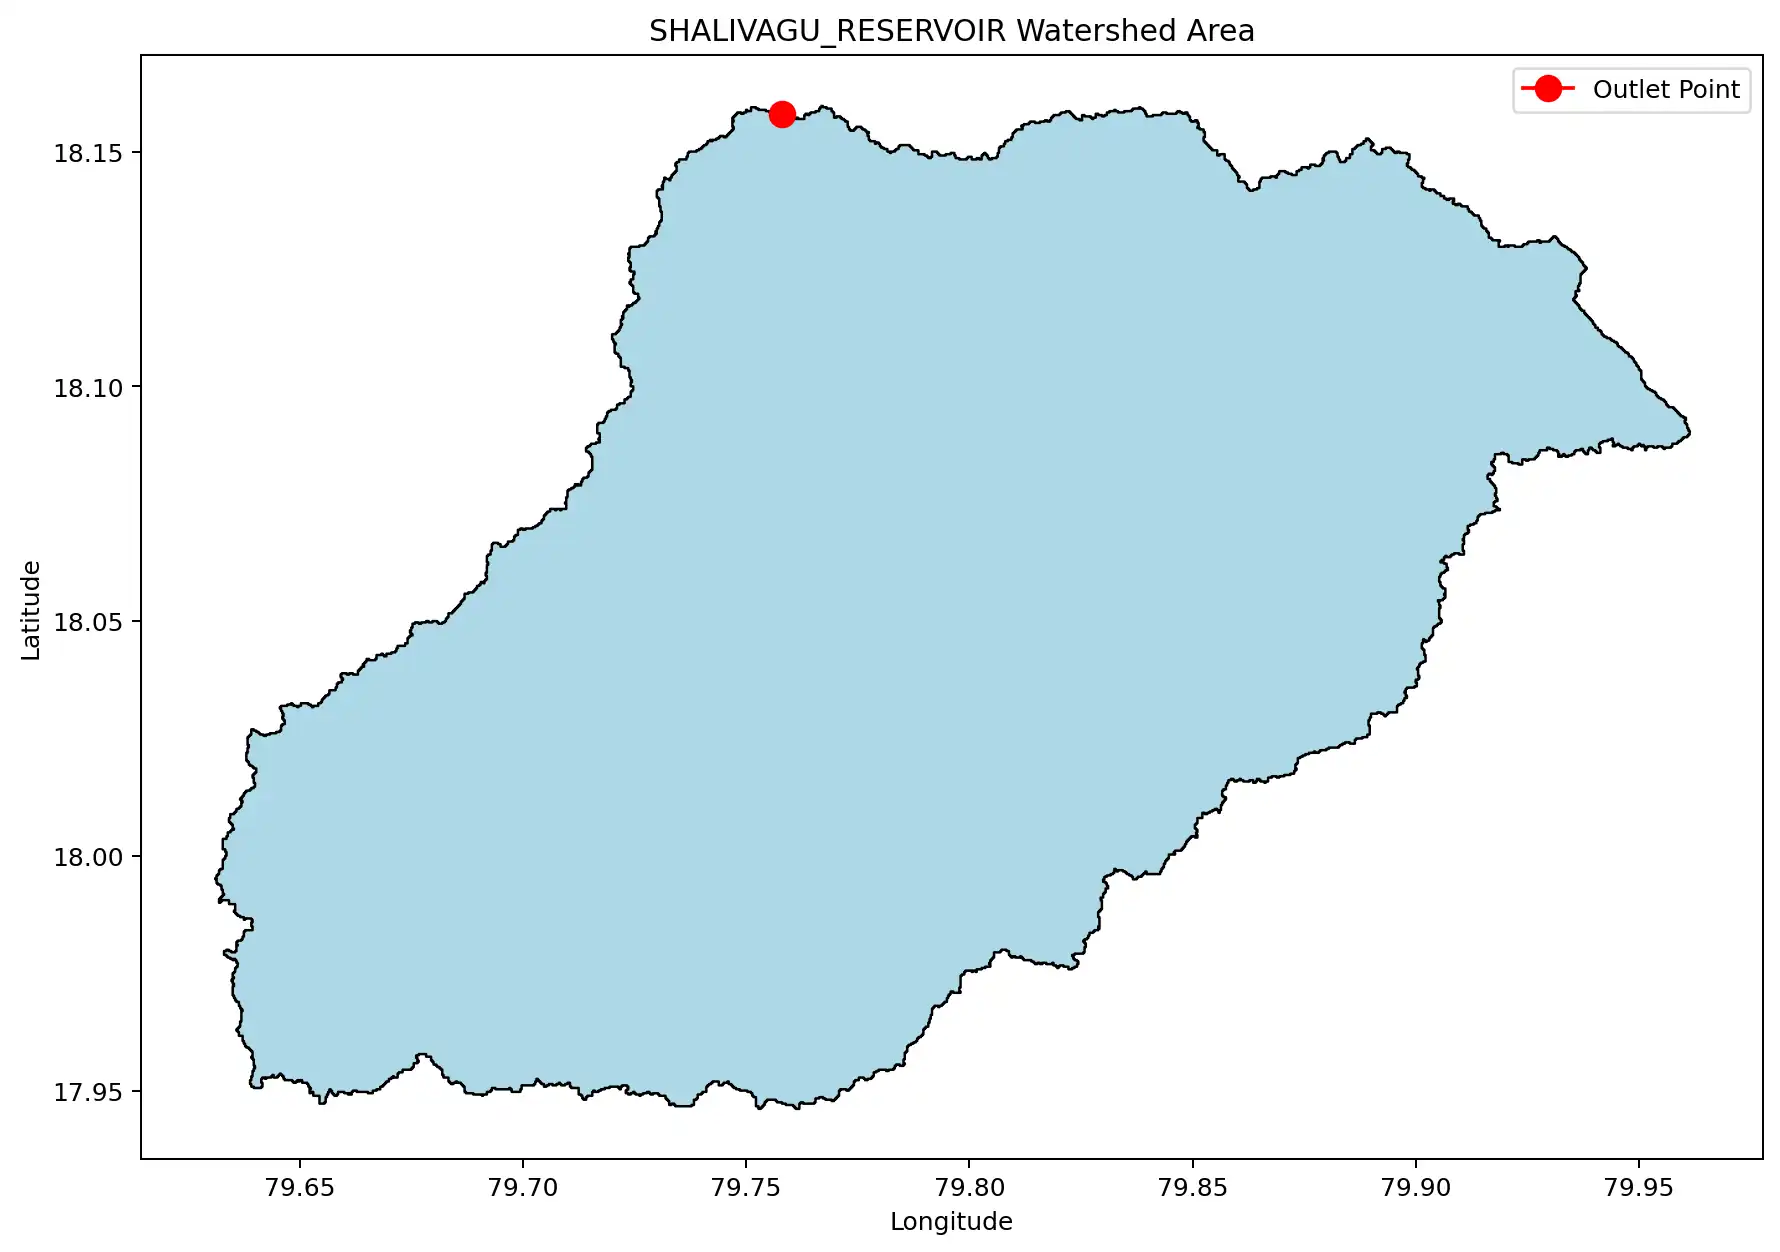 SHALIVAGU_RESERVOIR Watershed Area
Outlet Point
18.15
18.10
18.05
18.00
17.95
Latitude
79.65 79.70 79.75 79.80 79.85 79.90 79.95
Longitude